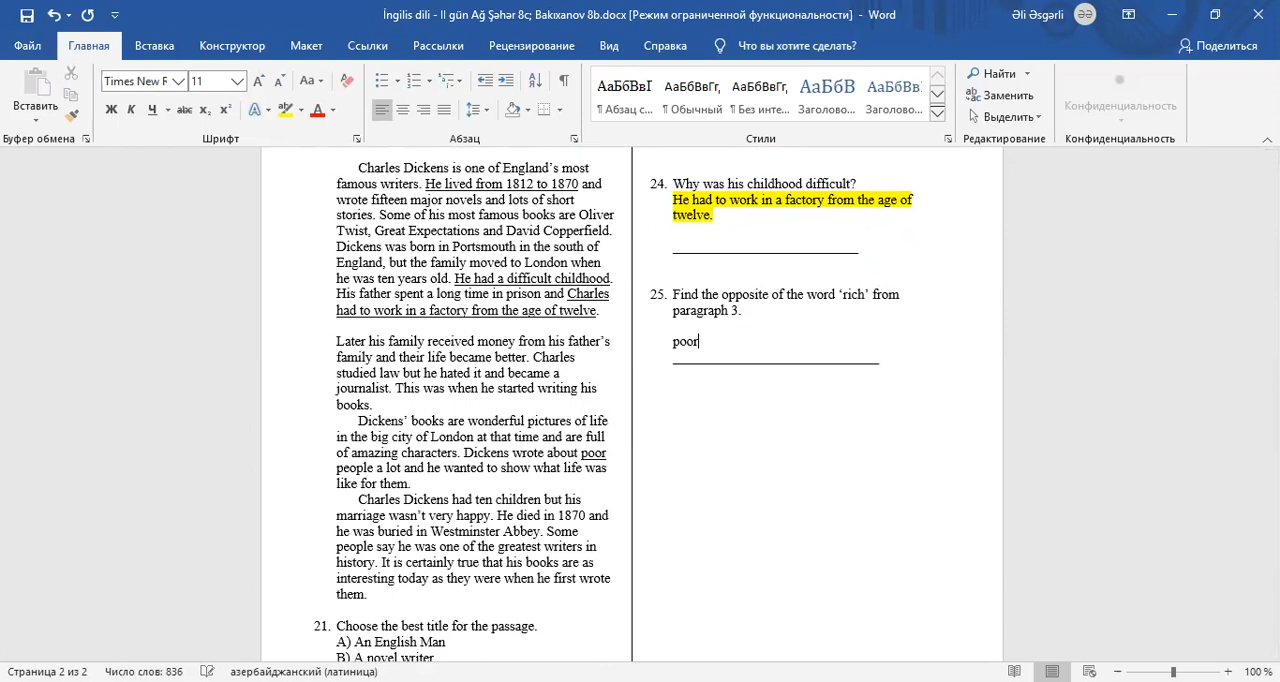 İngilis dili - II gün Ağ Şəhər 8c; Bakıxanov 8b.docx [Режим ограниченной функциональности] - Word
Əli Əsgərli
ƏƏ
Файл
Главная
Вставка
Конструктор
Макет
Ссылки
Рассылки
Рецензирование
Вид
Справка
Что вы хотите сделать?
Поделиться
Вставить
Буфер обмена
Times New R
11
Ж К Ч
Шрифт
Абзац
АаБбВвІ
¶ Абзац с...
АаБбВвГг,
¶ Обычный
АаБбВвГг,
¶ Без инте...
АаБбВ
Заголово...
АаБбВв
Заголово...
Стили
Найти
Заменить
Выделить
Редактирование
Конфиденциальность
Конфиденциальность
Charles Dickens is one of England’s most
famous writers. He lived from 1812 to 1870 and
wrote fifteen major novels and lots of short
stories. Some of his most famous books are Oliver
Twist, Great Expectations and David Copperfield.
Dickens was born in Portsmouth in the south of
England, but the family moved to London when
he was ten years old. He had a difficult childhood.
His father spent a long time in prison and Charles
had to work in a factory from the age of twelve.
Later his family received money from his father’s
family and their life became better. Charles
studied law but he hated it and became a
journalist. This was when he started writing his
books.
Dickens’ books are wonderful pictures of life
in the big city of London at that time and are full
of amazing characters. Dickens wrote about poor
people a lot and he wanted to show what life was
like for them.
Charles Dickens had ten children but his
marriage wasn’t very happy. He died in 1870 and
he was buried in Westminster Abbey. Some
people say he was one of the greatest writers in
history. It is certainly true that his books are as
interesting today as they were when he first wrote
them.
21. Choose the best title for the passage.
A) An English Man
B) A novel writer
24. Why was his childhood difficult?
He had to work in a factory from the age of
twelve.
25. Find the opposite of the word ‘rich’ from
paragraph 3.
poor
Страница 2 из 2
Число слов: 836
азербайджанский (латиница)
100 %